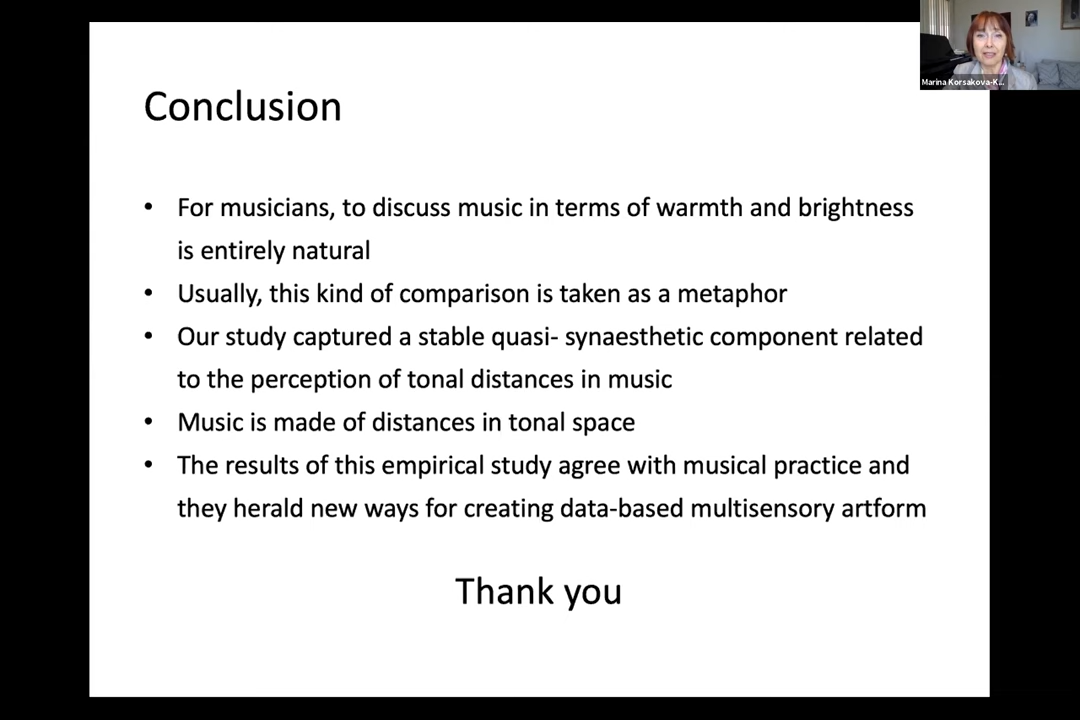 Marina Korsakova-K...
Conclusion
• For musicians, to discuss music in terms of warmth and brightness
is entirely natural
• Usually, this kind of comparison is taken as a metaphor
• Our study captured a stable quasi- synaesthetic component related
to the perception of tonal distances in music
• Music is made of distances in tonal space
• The results of this empirical study agree with musical practice and
they herald new ways for creating data-based multisensory artform
Thank you